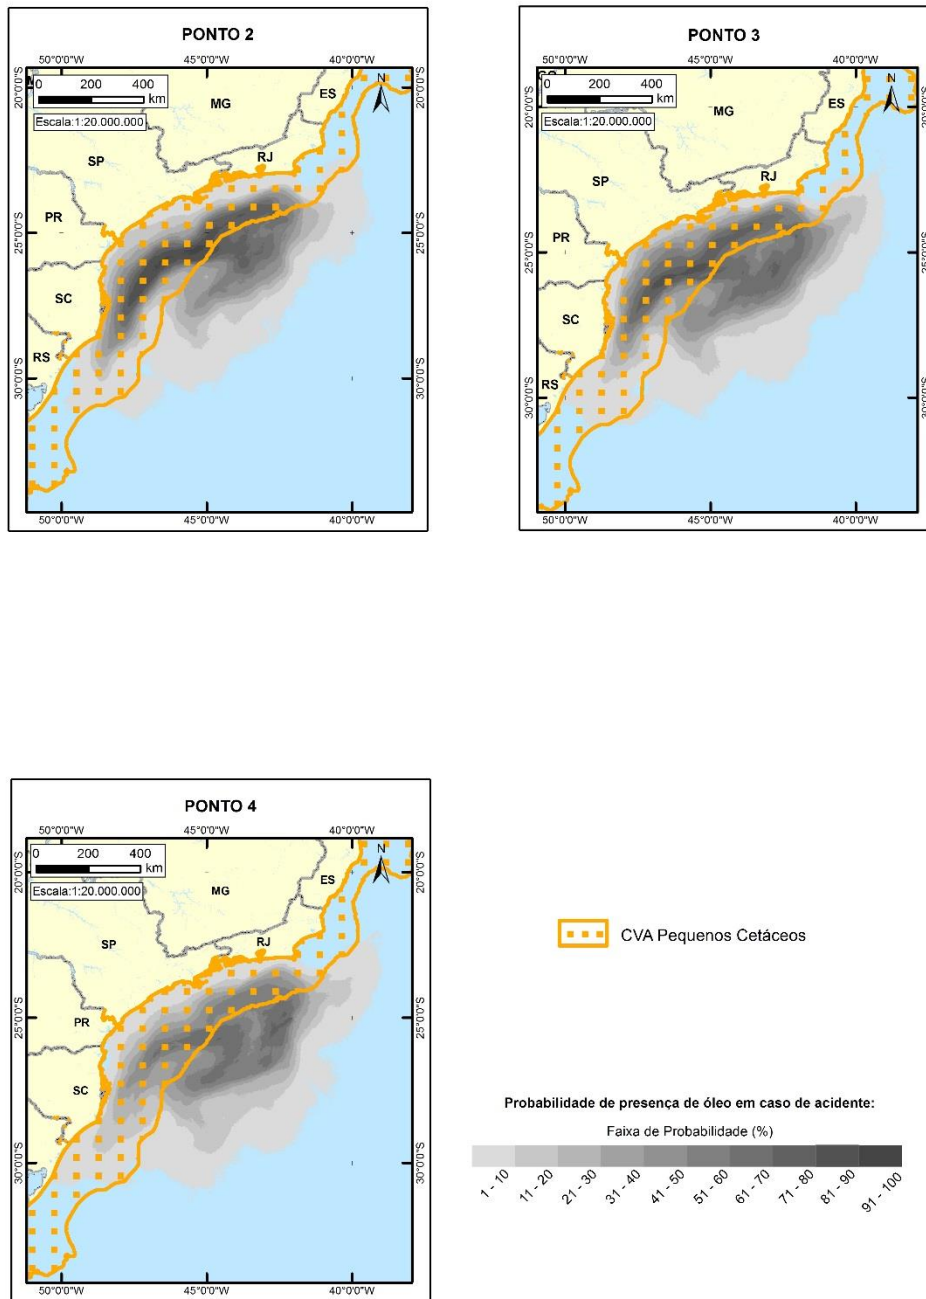 PONTO 2
50°0'0"W 45°0'0"W 40°0'0"W
0 200 400
km
Escala:1:20.000.000
N
20°0'0"S
25°0'0"S
30°0'0"S
20°0'0"S
25°0'0"S
30°0'0"S
MG
ES
RJ
SP
PR
SC
RS
50°0'0"W 45°0'0"W 40°0'0"W
PONTO 3
50°0'0"W 45°0'0"W 40°0'0"W
0 200 400
km
Escala:1:20.000.000
N
20°0'0"S
25°0'0"S
30°0'0"S
20°0'0"S
25°0'0"S
30°0'0"S
MG
ES
RJ
SP
PR
SC
RS
50°0'0"W 45°0'0"W 40°0'0"W
PONTO 4
50°0'0"W 45°0'0"W 40°0'0"W
0 200 400
km
Escala:1:20.000.000
N
20°0'0"S
25°0'0"S
30°0'0"S
20°0'0"S
25°0'0"S
30°0'0"S
MG
ES
RJ
SP
PR
SC
50°0'0"W 45°0'0"W 40°0'0"W
CVA Pequenos Cetáceos
Probabilidade de presença de óleo em caso de acidente:
Faixa de Probabilidade (%)
1 - 10
11 - 20
21 - 30
31 - 40
41 - 50
51 - 60
61 - 70
71 - 80
81 - 90
91 - 100